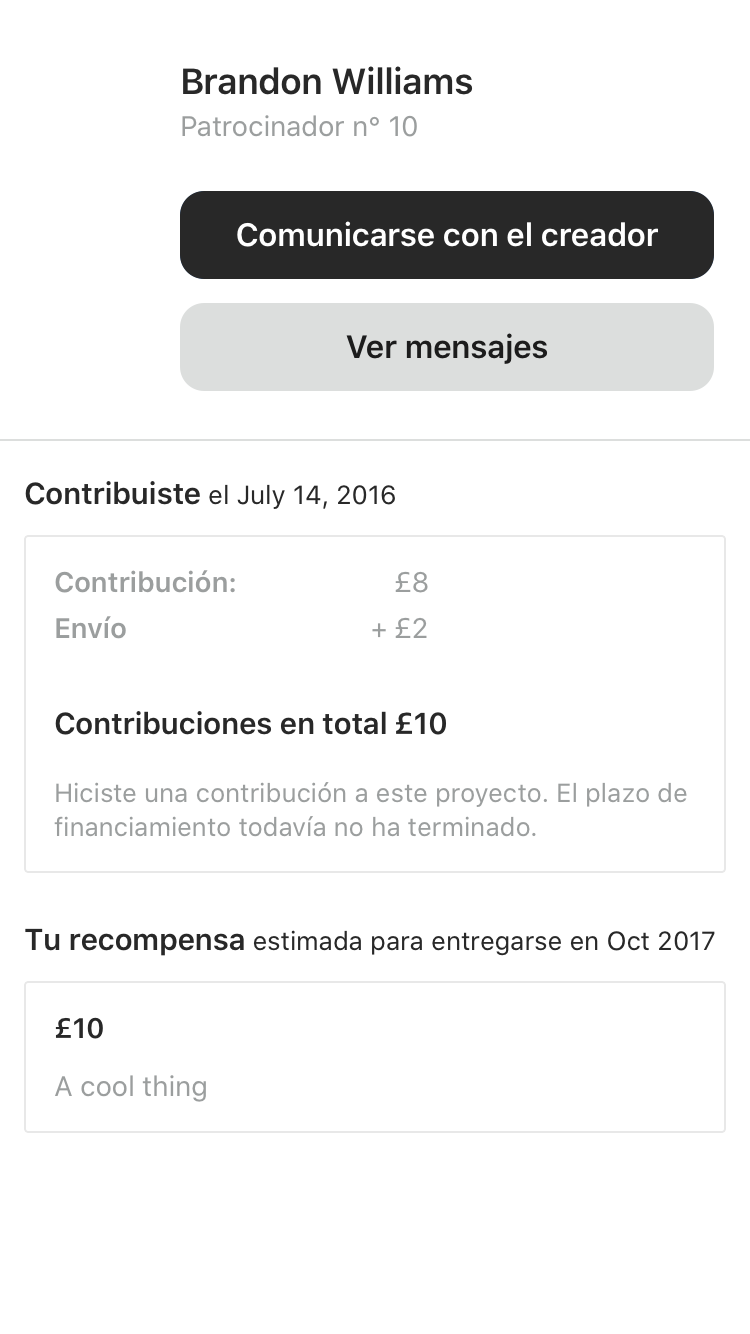 Brandon Williams
Patrocinador n° 10
Comunicarse con el creador
Ver mensajes
Contribuiste el July 14, 2016
Contribución: £8
Envío + £2
Contribuciones en total £10
Hiciste una contribución a este proyecto. El plazo de
financiamiento todavía no ha terminado.
Tu recompensa estimada para entregarse en Oct 2017
£10
A cool thing